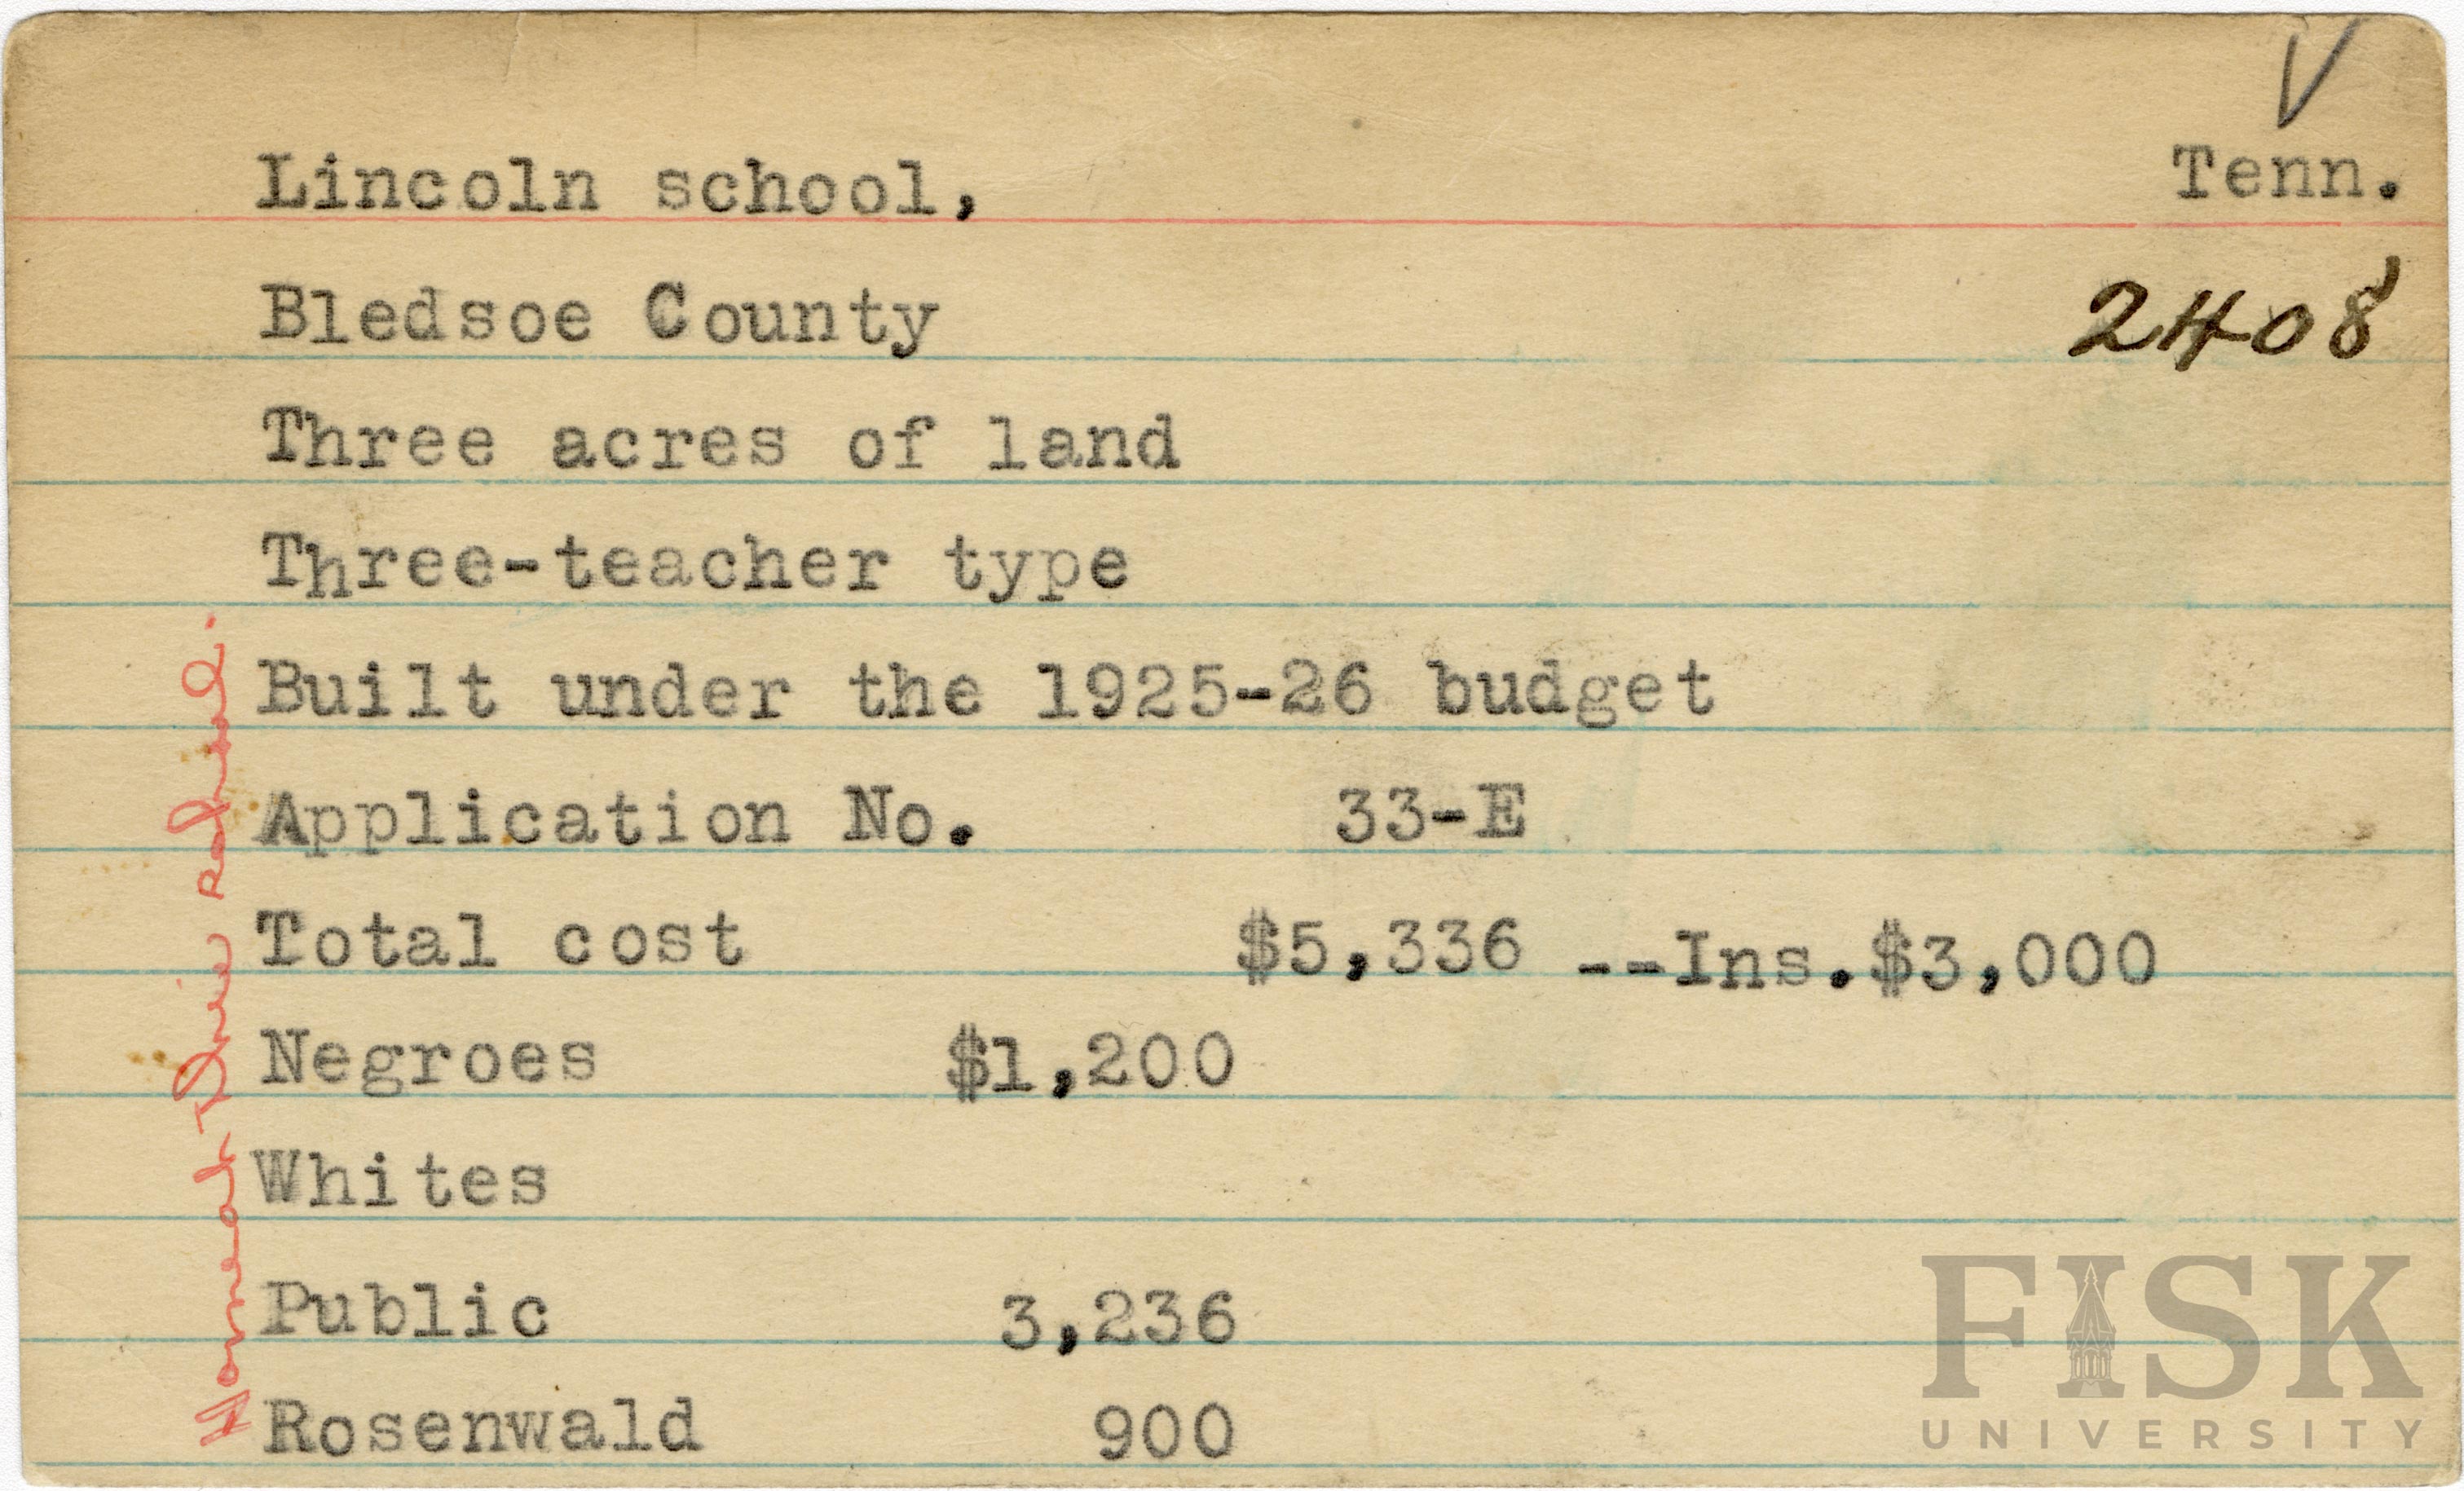 V
Lincoln school, Tenn.
Bledsoe County 2408
Three acres of land
Three-teacher type
Built under the 1925-26 budget
Application No. 33-E
Total cost $5,336 --Ins.$3,000
Negroes $1,200
Whites
Public 3,236
Rosenwald 900
FISK
UNIVERSITY